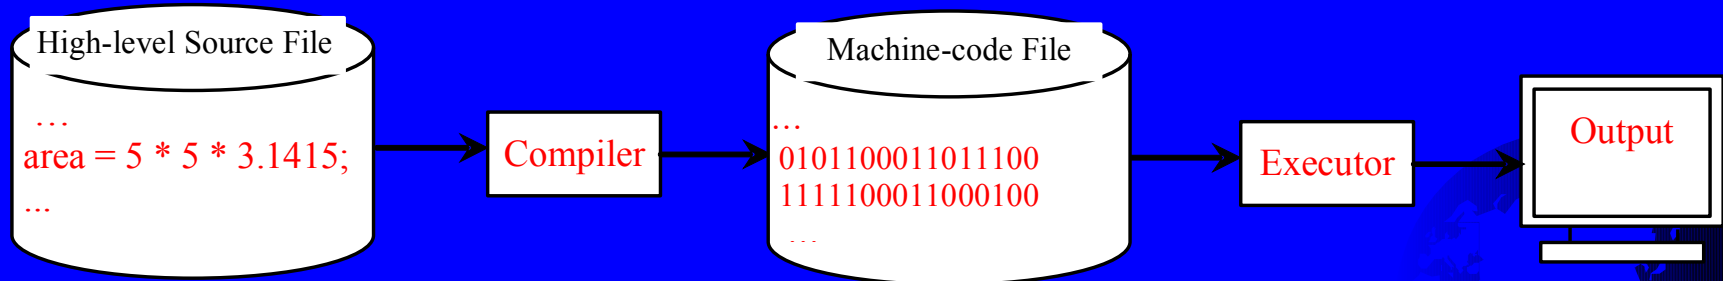 High-level Source File
…
area = 5 * 5 * 3.1415;
...
Compiler
Machine-code File
…
0101100011011100
1111100011000100
…
Executor
Output